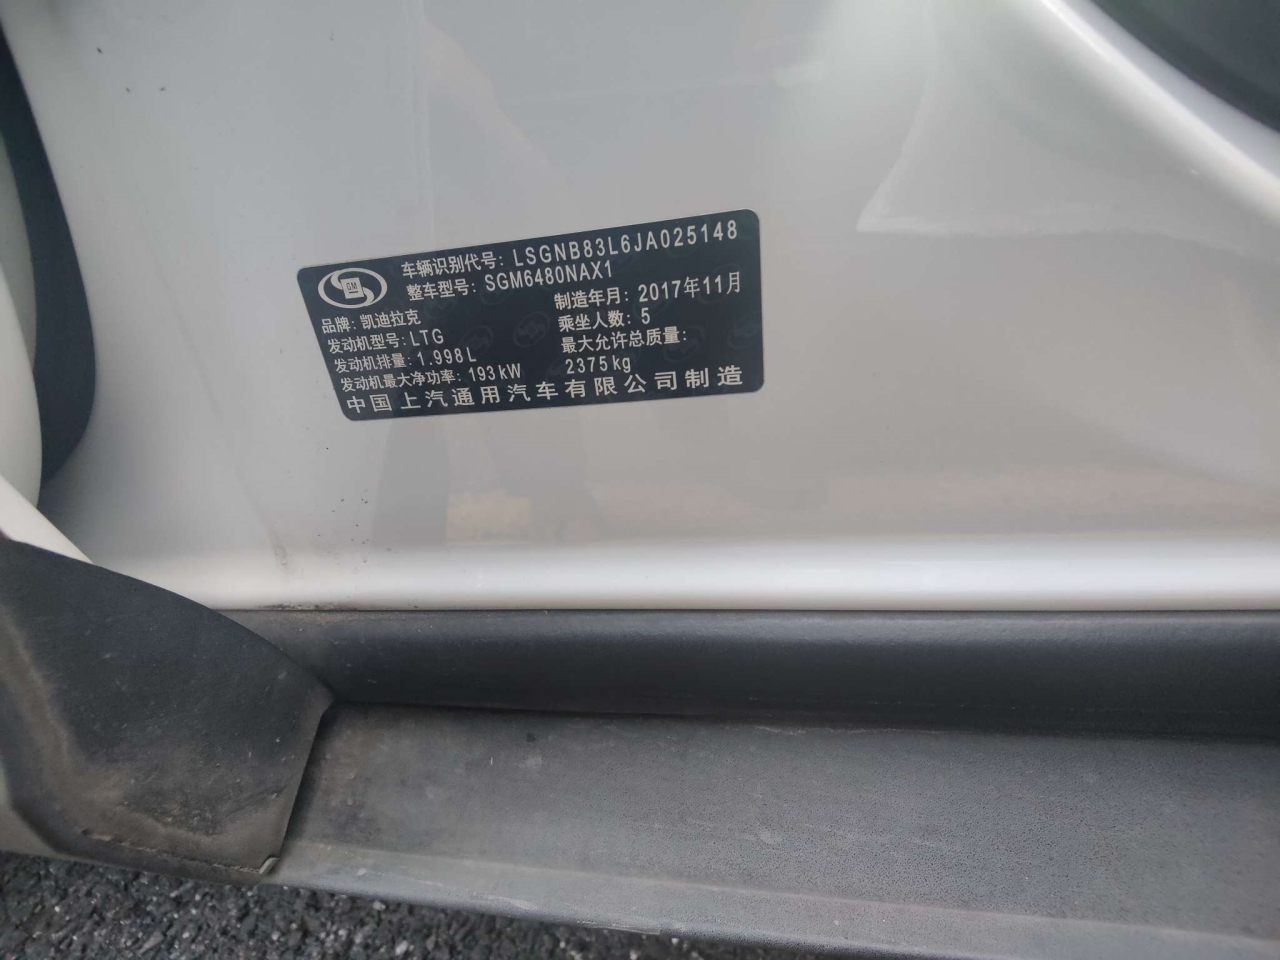 GM
车辆识别代号: LSGNB83L6JA025148
整车型号: SGM6480NAX1
品牌: 凯迪拉克
制造年月: 2017年11月
发动机型号: LTG
乘坐人数: 5
发动机排量: 1.998L
最大允许总质量:
发动机最大净功率: 193kW
2375kg
中国上汽通用汽车有限公司制造